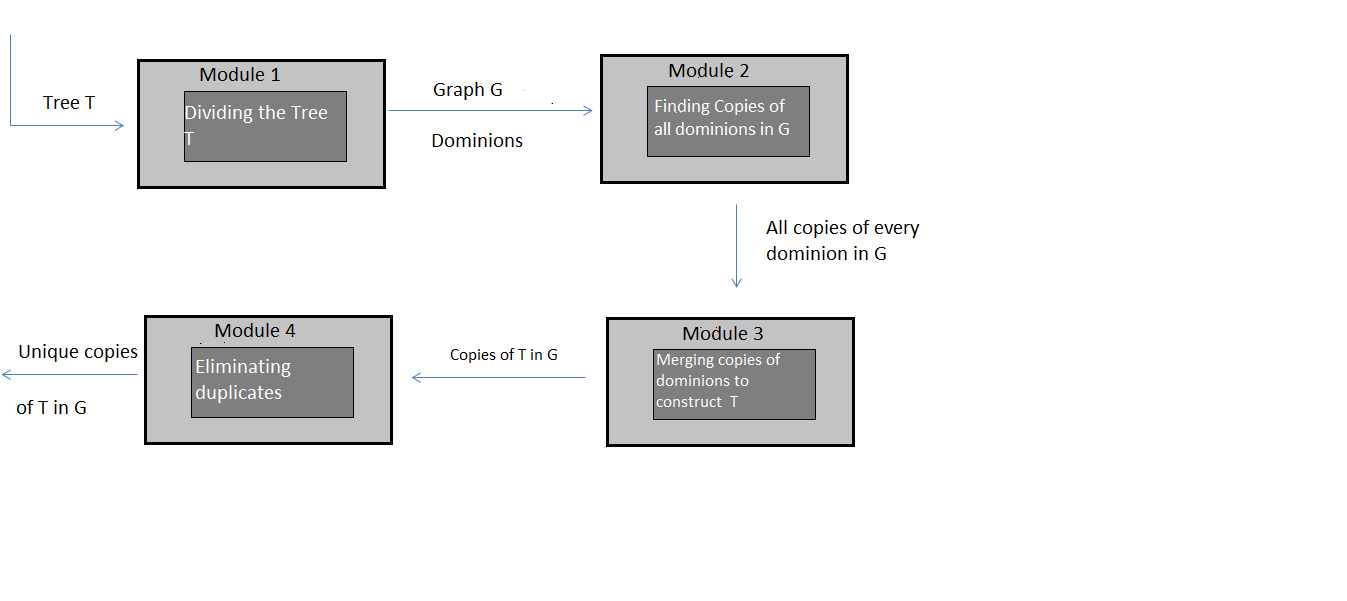 Tree T
Module 1
Dividing the Tree
T
Graph G
Dominions
Module 2
Finding Copies of
all dominions in G
All copies of every
dominion in G
Module 3
Merging copies of
dominions to
construct T
Copies of T in G
Module 4
Eliminating
duplicates
Unique copies
of T in G